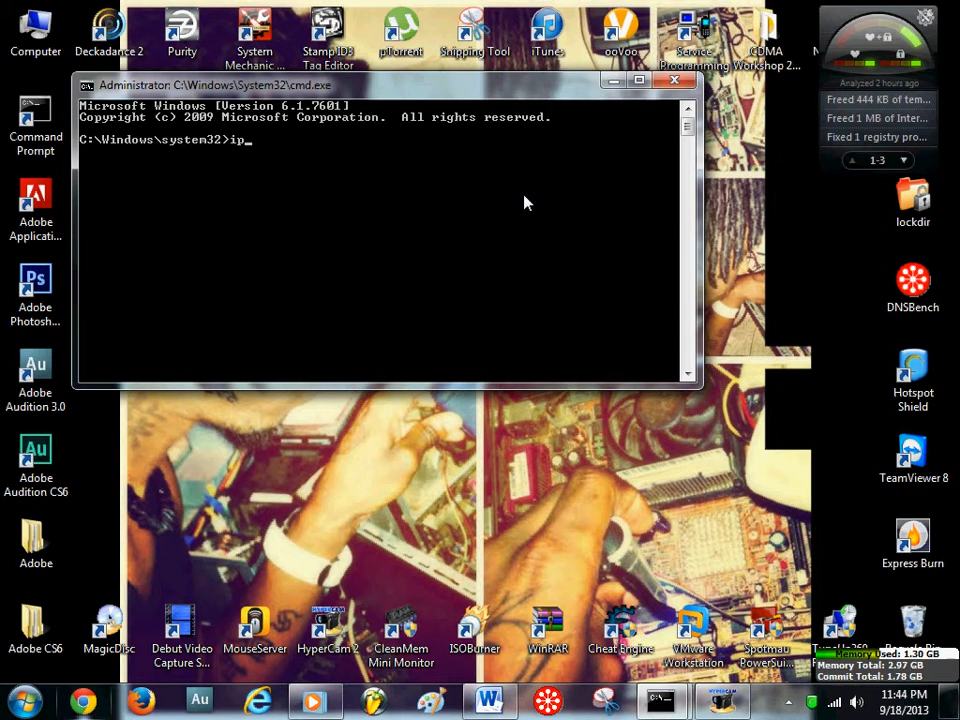 Computer
Deckadance 2
Purity
System
Mechanic ...
Stamp ID3
Tag Editor
µTorrent
Snipping Tool
iTunes
ooVoo
Service
Programming
CDMA
Workshop 2...
Analyzed 2 hours ago
Freed 444 KB of tem...
Freed 1 MB of Inter...
Fixed 1 registry pro...
1-3
Administrator: C:\Windows\System32\cmd.exe
Microsoft Windows [Version 6.1.7601]
Copyright (c) 2009 Microsoft Corporation. All rights reserved.
C:\Windows\system32>ip_
Command
Prompt
Adobe
Applicati...
Adobe
Photosh...
Adobe
Audition 3.0
Adobe
Audition CS6
Adobe
Adobe CS6
lockdir
DNSBench
Hotspot
Shield
TeamViewer 8
Express Burn
MagicDisc
Debut Video
Capture S...
MouseServer
HyperCam 2
CleanMem
Mini Monitor
ISOBurner
WinRAR
Cheat Engine
VMware
Workstation
Spotmau
PowerSui...
Memory Used: 1.30 GB
Memory Total: 2.97 GB
Commit Total: 1.78 GB
11:44 PM
9/18/2013